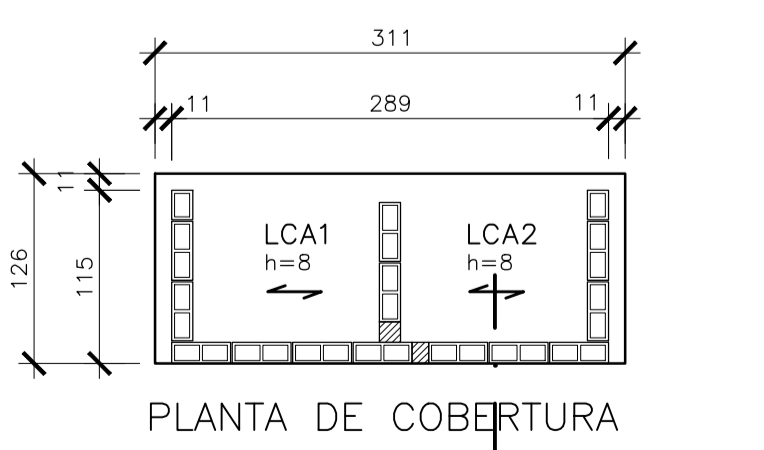 311
11 289 11
11
126
115
LCA1 LCA2
h=8 h=8
PLANTA DE COBERTURA